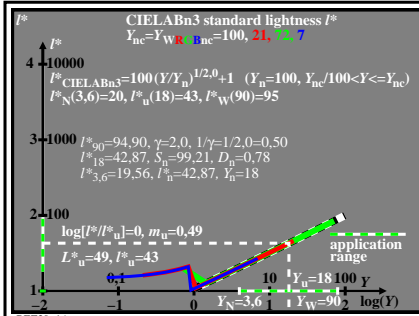 l* CIELABn3 standard lightness l*
Ync=YWRGBnc=100, 21, 72, 7
l*
4 10000
l*CIELABn3=100(Y/Yn)1/2,0+1 (Yn=100, Ync/100<Y<=Ync)
l*N(3,6)=20, l*u(18)=43, l*W(90)=95
3 1000
l*90=94,90, γ=2,0, 1/γ=1/2,0=0,50
l*18=42,87, Sn=99,21, Dn=0,78
l*3,6=19,56, l*n=42,87, Yn=18
2 100
log[l*/l*u]=0, mu=0,49
application
range
L*u=49, l*u=43
Yu=18
1 0,1 10 100 Y
YN=3,6 YW=90
−2 −1 0 log(Y)